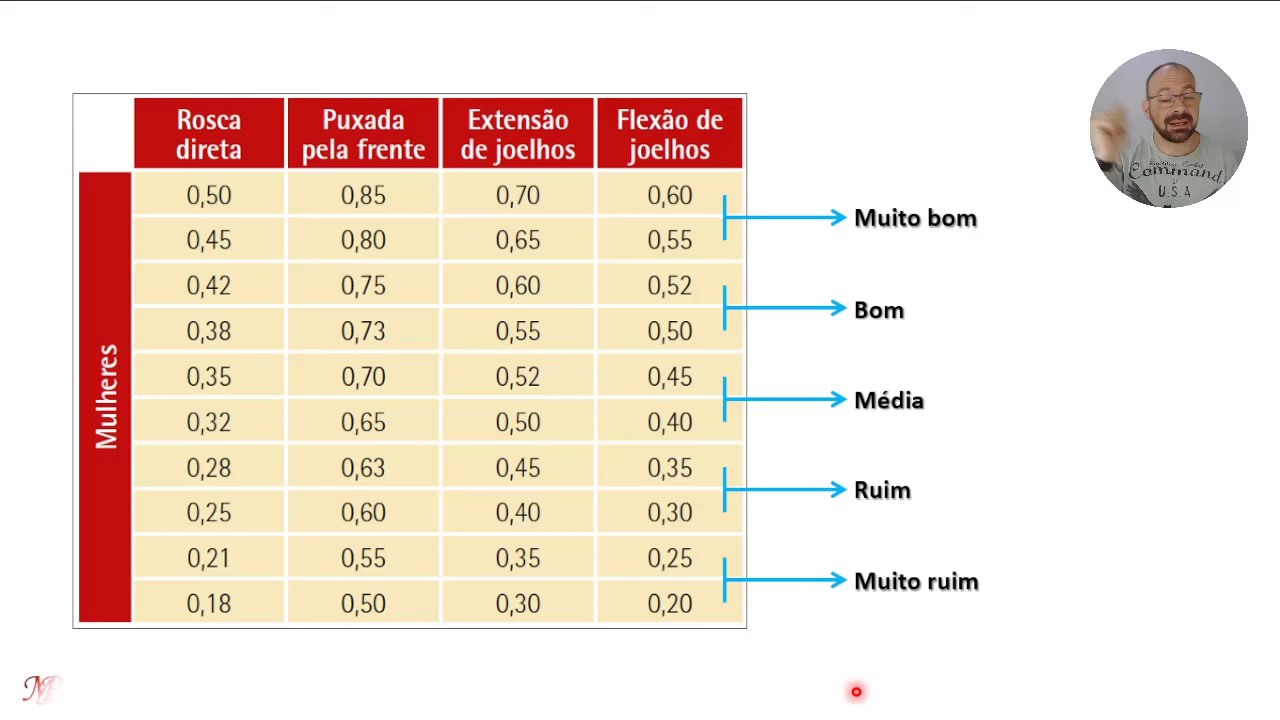 Rosca direta
Puxada pela frente
Extensão de joelhos
Flexão de joelhos
Mulheres
0,50 0,85 0,70 0,60
0,45 0,80 0,65 0,55
Muito bom
0,42 0,75 0,60 0,52
0,38 0,73 0,55 0,50
Bom
0,35 0,70 0,52 0,45
0,32 0,65 0,50 0,40
Média
0,28 0,63 0,45 0,35
0,25 0,60 0,40 0,30
Ruim
0,21 0,55 0,35 0,25
0,18 0,50 0,30 0,20
Muito ruim
Command
U.S.A